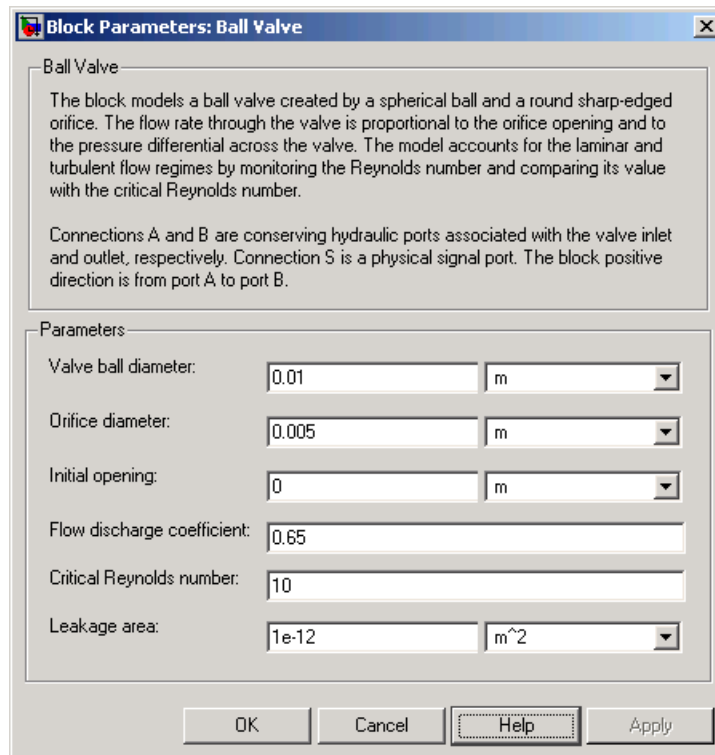 Block Parameters: Ball Valve
Ball Valve
The block models a ball valve created by a spherical ball and a round sharp-edged
orifice. The flow rate through the valve is proportional to the orifice opening and to
the pressure differential across the valve. The model accounts for the laminar and
turbulent flow regimes by monitoring the Reynolds number and comparing its value
with the critical Reynolds number.
Connections A and B are conserving hydraulic ports associated with the valve inlet
and outlet, respectively. Connection S is a physical signal port. The block positive
direction is from port A to port B.
Parameters
Valve ball diameter: 0.01 m
Orifice diameter: 0.005 m
Initial opening: 0 m
Flow discharge coefficient: 0.65
Critical Reynolds number: 10
Leakage area: 1e-12 m^2
OK Cancel Help Apply